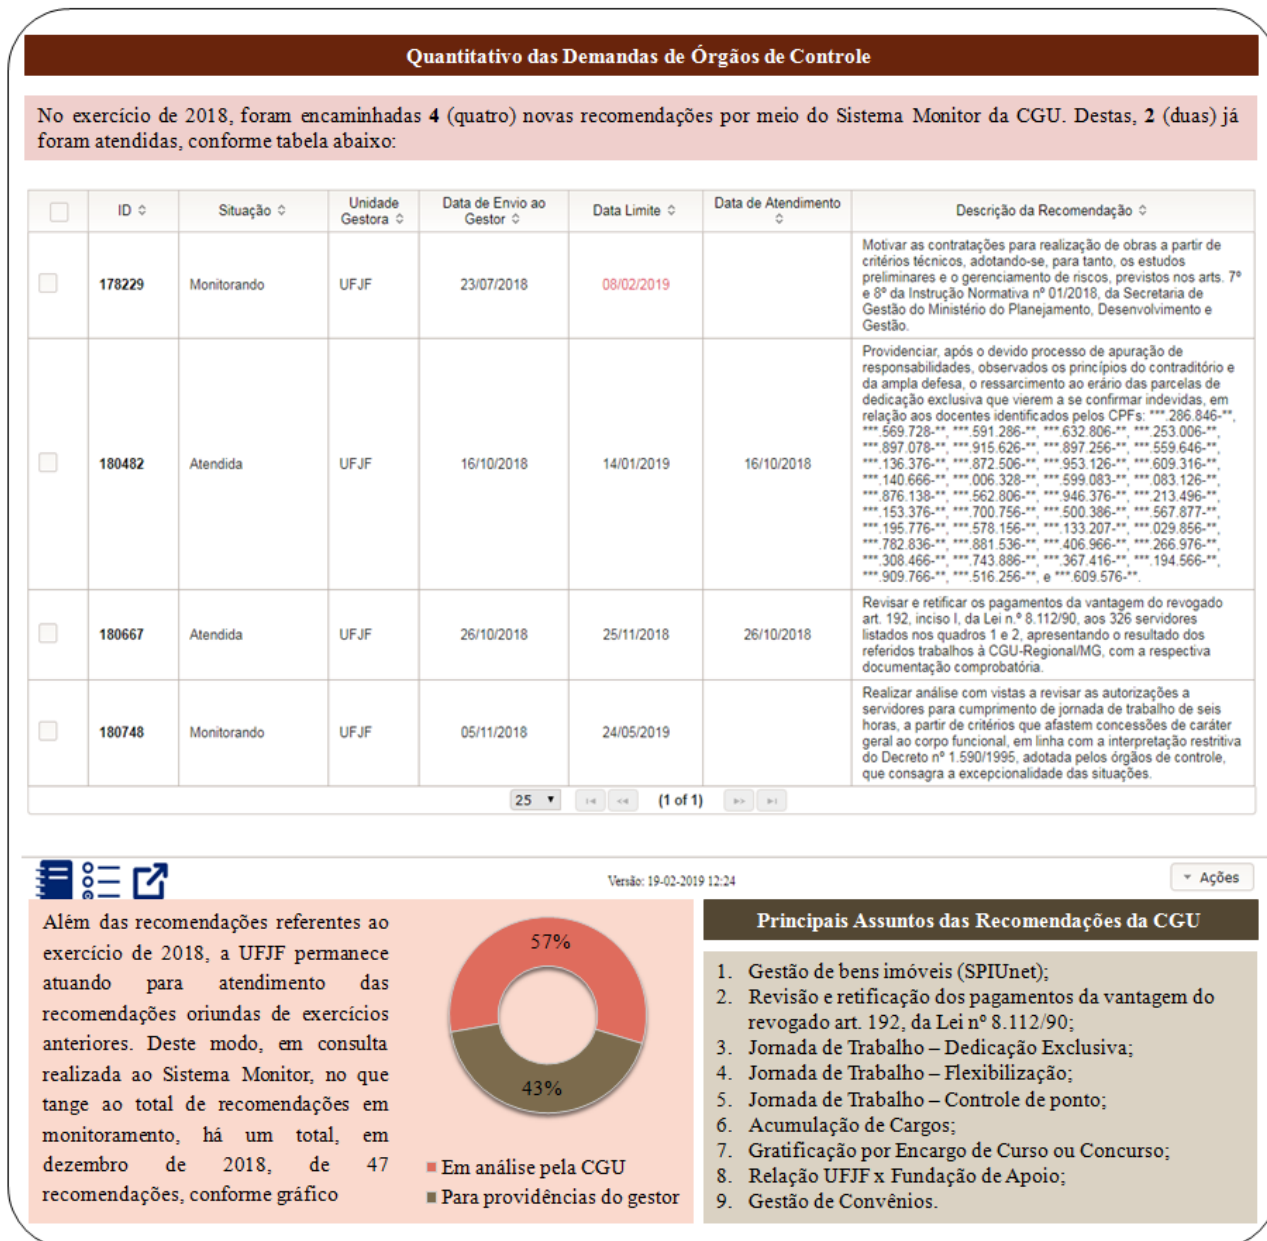 Quantitativo das Demandas de Órgãos de Controle
No exercício de 2018, foram encaminhadas 4 (quatro) novas recomendações por meio do Sistema Monitor da CGU. Destas, 2 (duas) já
foram atendidas, conforme tabela abaixo:
ID Situação Unidade Gestora Data de Envio ao Gestor Data Limite Data de Atendimento Descrição da Recomendação
178229 Monitorando UFJF 23/07/2018 08/02/2019
Motivar as contratações para realização de obras a partir de
critérios técnicos, adotando-se, para tanto, os estudos
preliminares e o gerenciamento de riscos, previstos nos arts. 7º
e 8º da Instrução Normativa nº 01/2018, da Secretaria de
Gestão do Ministério do Planejamento, Desenvolvimento e
Gestão.
180482 Atendida UFJF 16/10/2018 14/01/2019 16/10/2018
Providenciar, após o devido processo de apuração de
responsabilidades, observados os princípios do contraditório e
da ampla defesa, o ressarcimento ao erário das parcelas de
dedicação exclusiva que vierem a se confirmar indevidas, em
relação aos docentes identificados pelos CPFs: ***.286.846-**,
***.569.728-**, ***.591.286-**, ***.632.806-**, ***.253.006-**,
***.897.078-**, ***.915.626-**, ***.897.256-**, ***.559.646-**,
***.136.376-**, ***.872.506-**, ***.953.126-**, ***.609.316-**,
***.140.666-**, ***.006.328-**, ***.599.083-**, ***.083.126-**,
***.876.138-**, ***.562.806-**, ***.946.376-**, ***.213.496-**,
***.153.376-**, ***.700.756-**, ***.500.386-**, ***.567.877-**,
***.195.776-**, ***.578.156-**, ***.133.207-**, ***.029.856-**,
***.782.836-**, ***.881.536-**, ***.406.966-**, ***.266.976-**,
***.308.466-**, ***.743.886-**, ***.367.416-**, ***.194.566-**,
***.909.766-**, ***.516.256-**, e ***.609.576-**.
180667 Atendida UFJF 26/10/2018 25/11/2018 26/10/2018
Revisar e retificar os pagamentos da vantagem do revogado
art. 192, inciso I, da Lei n.º 8.112/90, aos 326 servidores
listados nos quadros 1 e 2, apresentando o resultado dos
referidos trabalhos à CGU-Regional/MG, com a respectiva
documentação comprobatória.
180748 Monitorando UFJF 05/11/2018 24/05/2019
Realizar análise com vistas a revisar as autorizações a
servidores para cumprimento de jornada de trabalho de seis
horas, a partir de critérios que afastem concessões de caráter
geral ao corpo funcional, em linha com a interpretação restritiva
do Decreto nº 1.590/1995, adotada pelos órgãos de controle,
que consagra a excepcionalidade das situações.
25 (1 of 1)
Versão: 19-02-2019 12:24
Ações
Além das recomendações referentes ao
exercício de 2018, a UFJF permanece
atuando para atendimento das
recomendações oriundas de exercícios
anteriores. Deste modo, em consulta
realizada ao Sistema Monitor, no que
tange ao total de recomendações em
monitoramento, há um total, em
dezembro de 2018, de 47
recomendações, conforme gráfico
57%
43%
Em análise pela CGU
Para providências do gestor
Principais Assuntos das Recomendações da CGU
1. Gestão de bens imóveis (SPIUnet);
2. Revisão e retificação dos pagamentos da vantagem do
revogado art. 192, da Lei nº 8.112/90;
3. Jornada de Trabalho – Dedicação Exclusiva;
4. Jornada de Trabalho – Flexibilização;
5. Jornada de Trabalho – Controle de ponto;
6. Acumulação de Cargos;
7. Gratificação por Encargo de Curso ou Concurso;
8. Relação UFJF x Fundação de Apoio;
9. Gestão de Convênios.